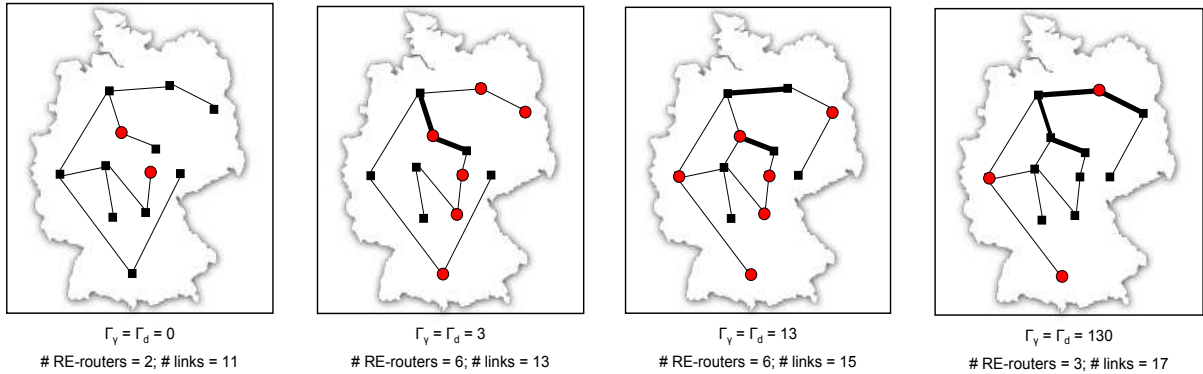 Γγ = Γd = 0
# RE-routers = 2; # links = 11
Γγ = Γd = 3
# RE-routers = 6; # links = 13
Γγ = Γd = 13
# RE-routers = 6; # links = 15
Γγ = Γd = 130
# RE-routers = 3; # links = 17